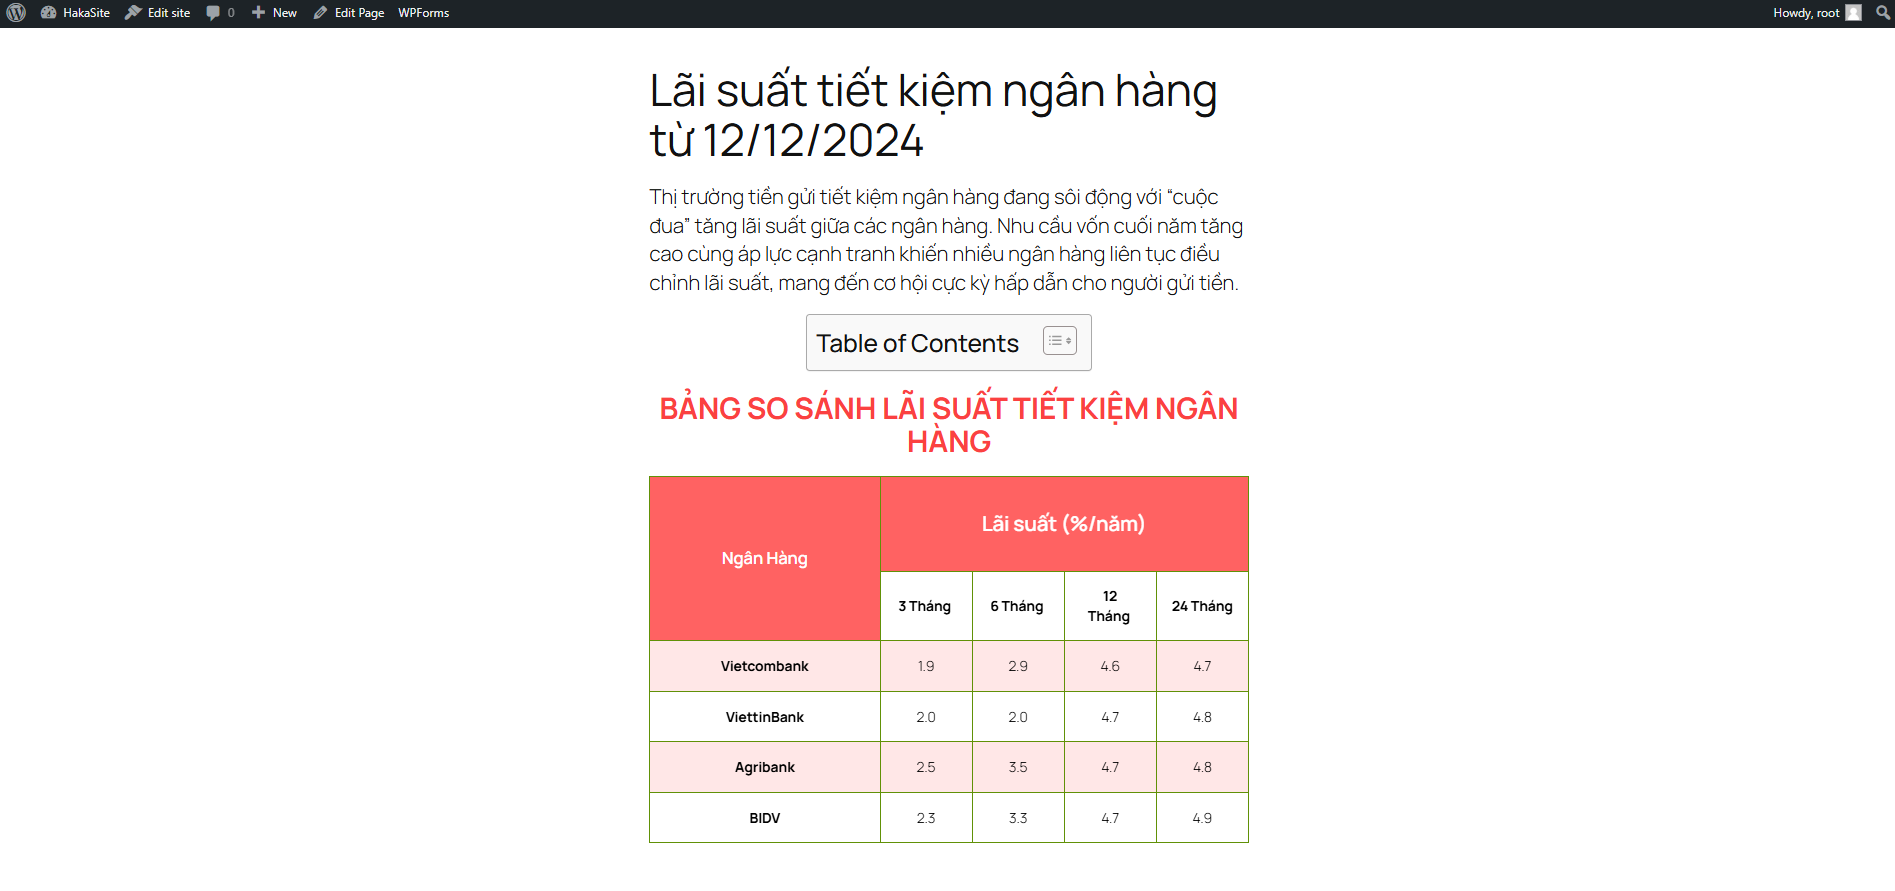 HakaSite Edit site 0 New Edit Page WPForms Howdy, root
Lãi suất tiết kiệm ngân hàng
từ 12/12/2024
Thị trường tiền gửi tiết kiệm ngân hàng đang sôi động với “cuộc
đua” tăng lãi suất giữa các ngân hàng. Nhu cầu vốn cuối năm tăng
cao cùng áp lực cạnh tranh khiến nhiều ngân hàng liên tục điều
chỉnh lãi suất, mang đến cơ hội cực kỳ hấp dẫn cho người gửi tiền.
Table of Contents
BẢNG SO SÁNH LÃI SUẤT TIẾT KIỆM NGÂN
HÀNG
Ngân Hàng
Lãi suất (%/năm)
3 Tháng 6 Tháng 12 Tháng 24 Tháng
Vietcombank 1.9 2.9 4.6 4.7
ViettinBank 2.0 2.0 4.7 4.8
Agribank 2.5 3.5 4.7 4.8
BIDV 2.3 3.3 4.7 4.9